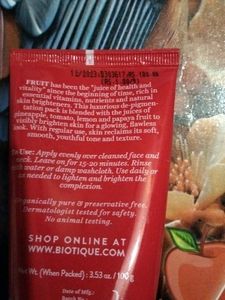 FRUIT has been the "juice of health and
vitality" since the beginning of time, rich in
essential vitamins, nutrients and natural
skin brighteners. This luxurious de-pigmen-
tation pack is blended with the juices of
pineapple, tomato, lemon and papaya fruit to
visibly brighten skin for a glowing, flawless
look. With regular use, skin reclaims its soft,
smooth, youthful tone and texture.
To Use: Apply evenly over cleansed face and
neck. Leave on for 15-20 minutes. Rinse
with water or damp washcloth. Use daily or
as needed to lighten and brighten the
complexion.
Organically pure & preservative free.
Dermatologist tested for safety.
No animal testing.
SHOP ONLINE AT
WWW.BIOTIQUE.COM
Net Wt. (When Packed) : 3.53 oz. / 100g
Date of Mfg.
Batch No.